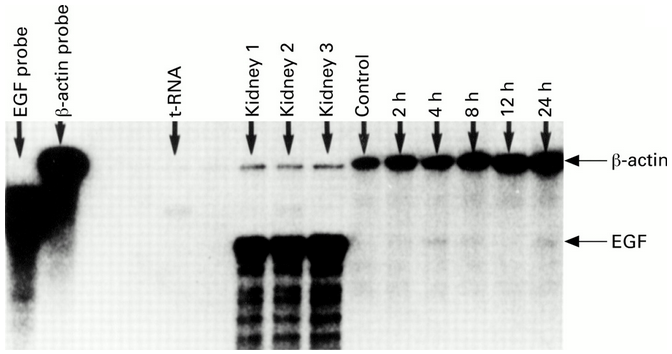 EGF probe
β-actin probe
t-RNA
Kidney 1
Kidney 2
Kidney 3
Control
2 h
4 h
8 h
12 h
24 h
β-actin
EGF